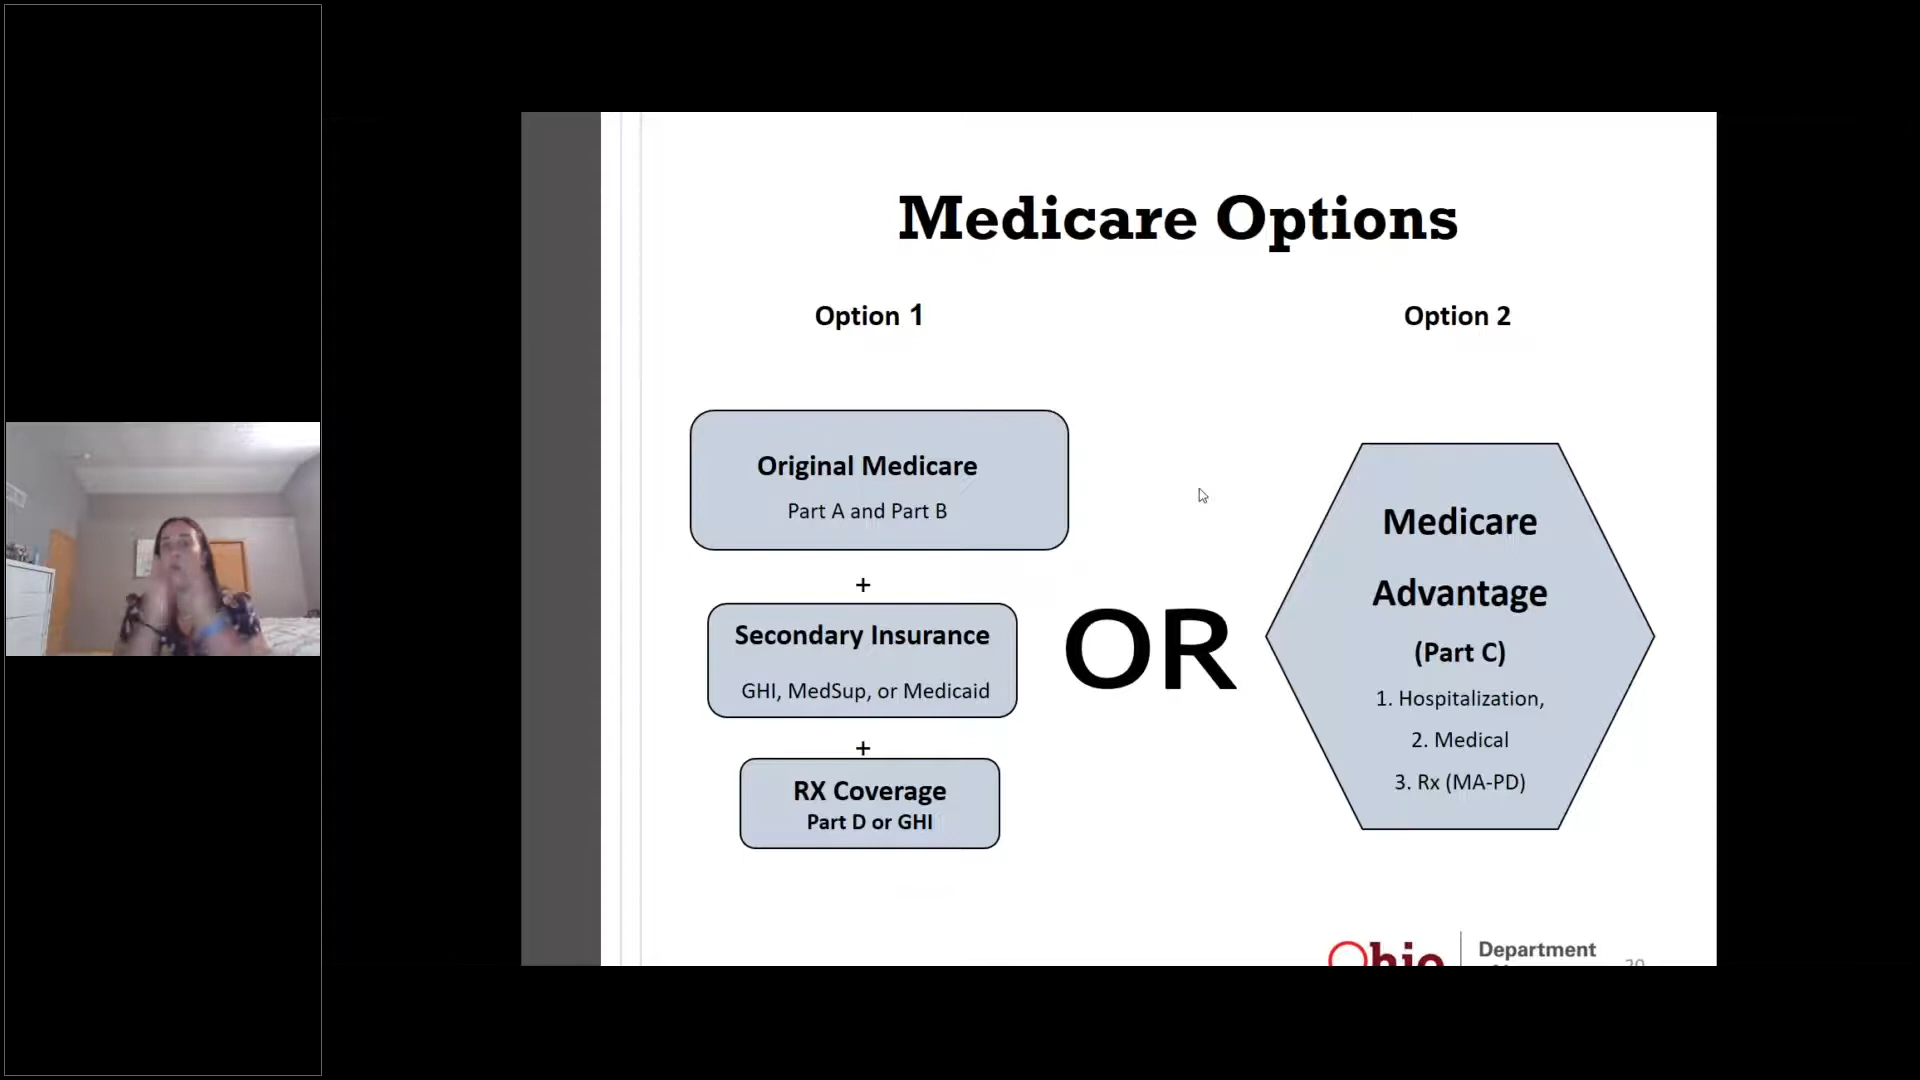 Medicare Options
Option 1
Original Medicare
Part A and Part B
+
Secondary Insurance
GHI, MedSup, or Medicaid
+
RX Coverage
Part D or GHI
OR
Option 2
Medicare
Advantage
(Part C)
1. Hospitalization,
2. Medical
3. Rx (MA-PD)
Ohio
Department